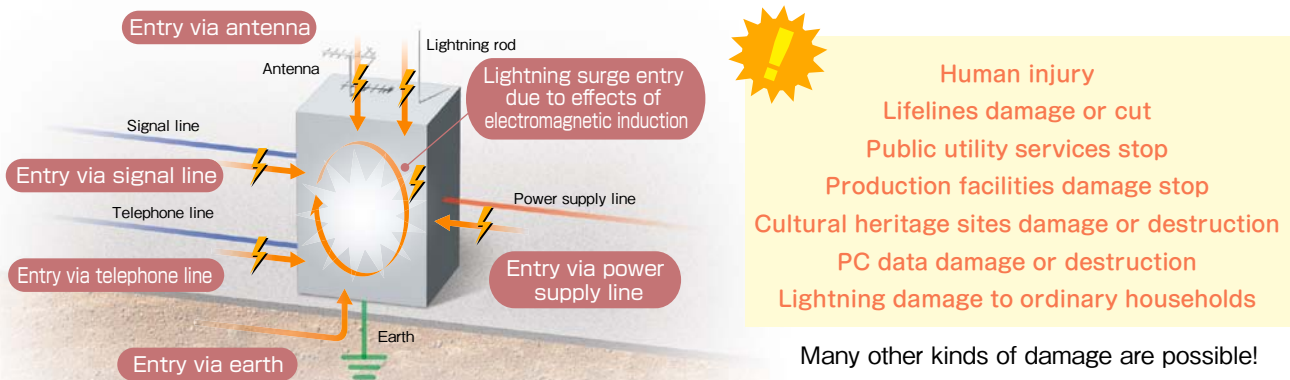 Entry via antenna
Lightning rod
Antenna
Lightning surge entry
due to effects of
electromagnetic induction
Signal line
Entry via signal line
Telephone line
Power supply line
Entry via telephone line
Entry via power
supply line
Earth
Entry via earth
Human injury
Lifelines damage or cut
Public utility services stop
Production facilities damage stop
Cultural heritage sites damage or destruction
PC data damage or destruction
Lightning damage to ordinary households
Many other kinds of damage are possible!